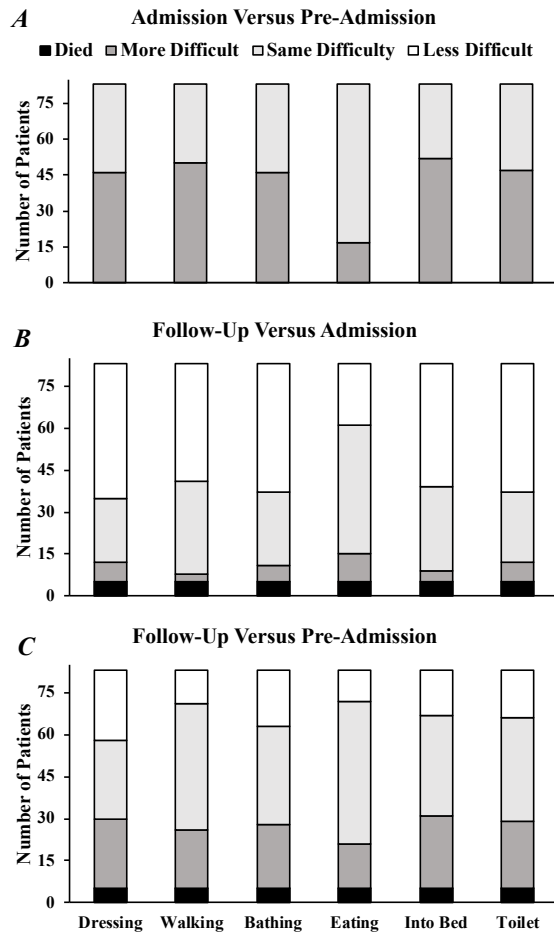 A Admission Versus Pre-Admission
Died More Difficult Same Difficulty Less Difficult
Number of Patients
75
60
45
30
15
0
B Follow-Up Versus Admission
Number of Patients
75
60
45
30
15
0
C Follow-Up Versus Pre-Admission
Number of Patients
75
60
45
30
15
0
Dressing Walking Bathing Eating Into Bed Toilet